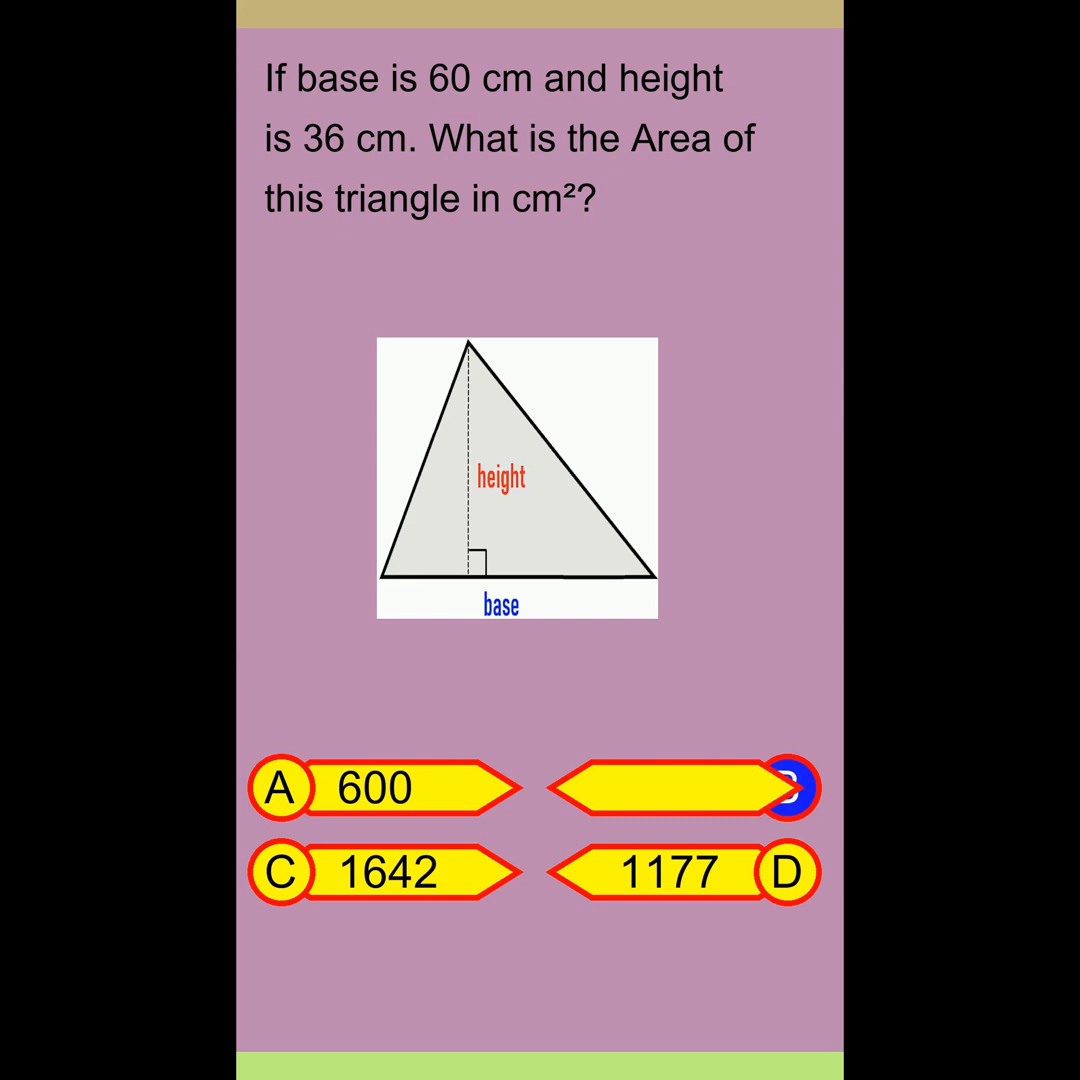 If base is 60 cm and height
is 36 cm. What is the Area of
this triangle in cm²?
height
base
A 600
C 1642
1177 D